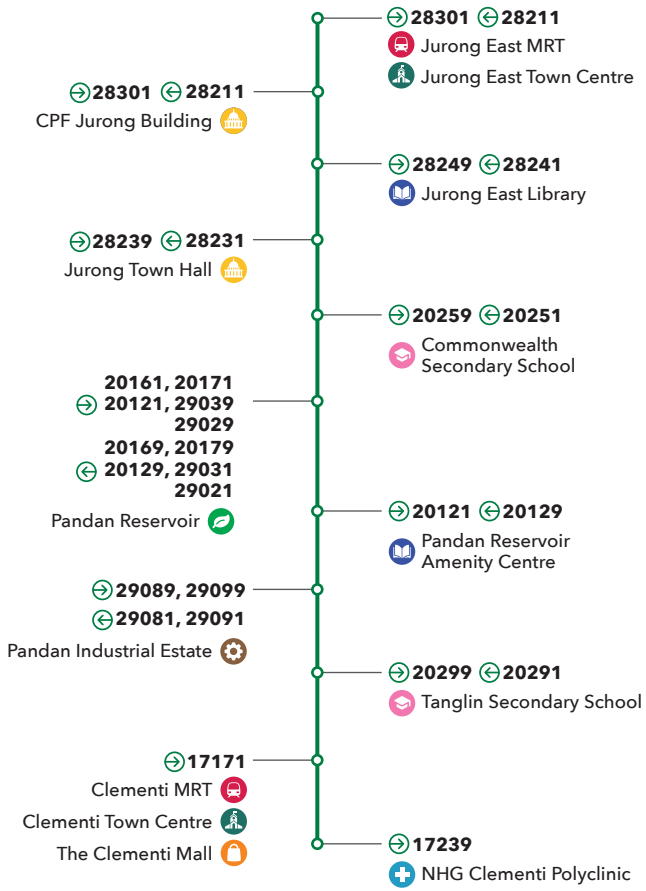 28301 28211
Jurong East MRT
Jurong East Town Centre
28301 28211
CPF Jurong Building
28249 28241
Jurong East Library
28239 28231
Jurong Town Hall
20259 20251
Commonwealth
Secondary School
20161, 20171
20121, 29039
29029
20169, 20179
20129, 29031
29021
Pandan Reservoir
20121 20129
Pandan Reservoir
Amenity Centre
29089, 29099
29081, 29091
Pandan Industrial Estate
20299 20291
Tanglin Secondary School
17171
Clementi MRT
Clementi Town Centre
The Clementi Mall
17239
NHG Clementi Polyclinic